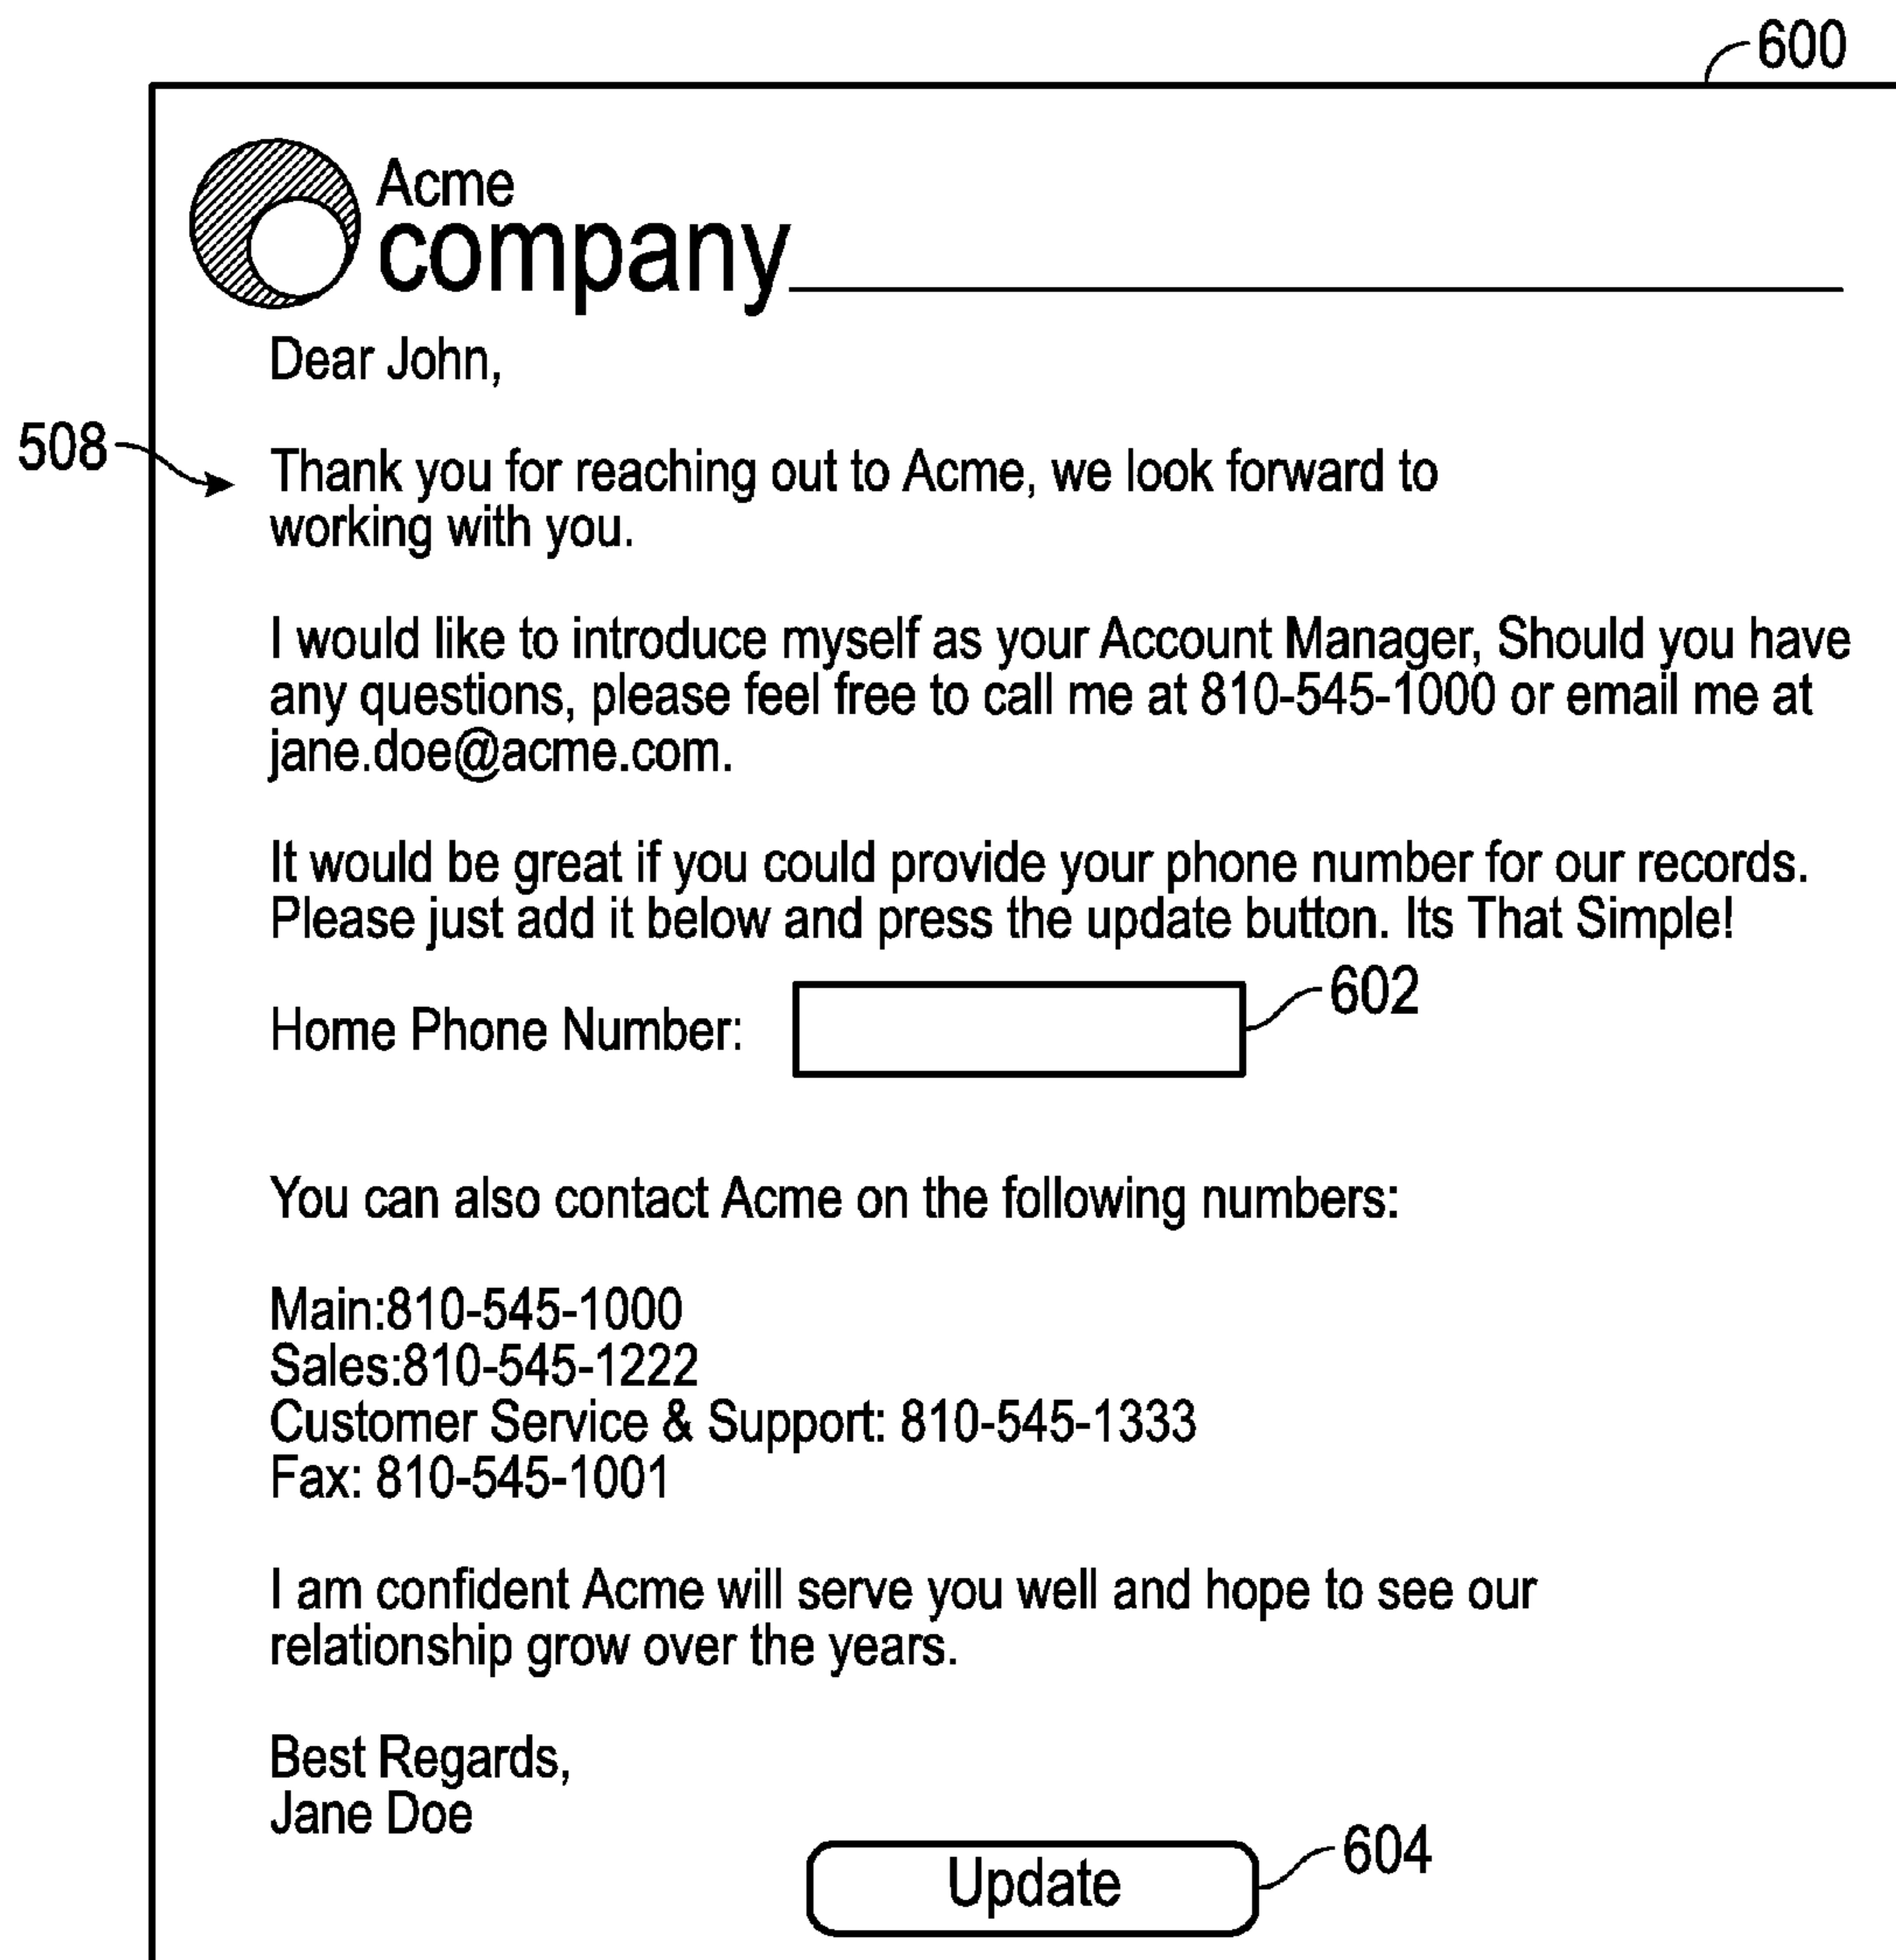 600
Acme
company
Dear John,
508
Thank you for reaching out to Acme, we look forward to
working with you.
I would like to introduce myself as your Account Manager, Should you have
any questions, please feel free to call me at 810-545-1000 or email me at
jane.doe@acme.com.
It would be great if you could provide your phone number for our records.
Please just add it below and press the update button. Its That Simple!
602
Home Phone Number:
You can also contact Acme on the following numbers:
Main:810-545-1000
Sales:810-545-1222
Customer Service & Support: 810-545-1333
Fax: 810-545-1001
I am confident Acme will serve you well and hope to see our
relationship grow over the years.
Best Regards,
Jane Doe
604
Update